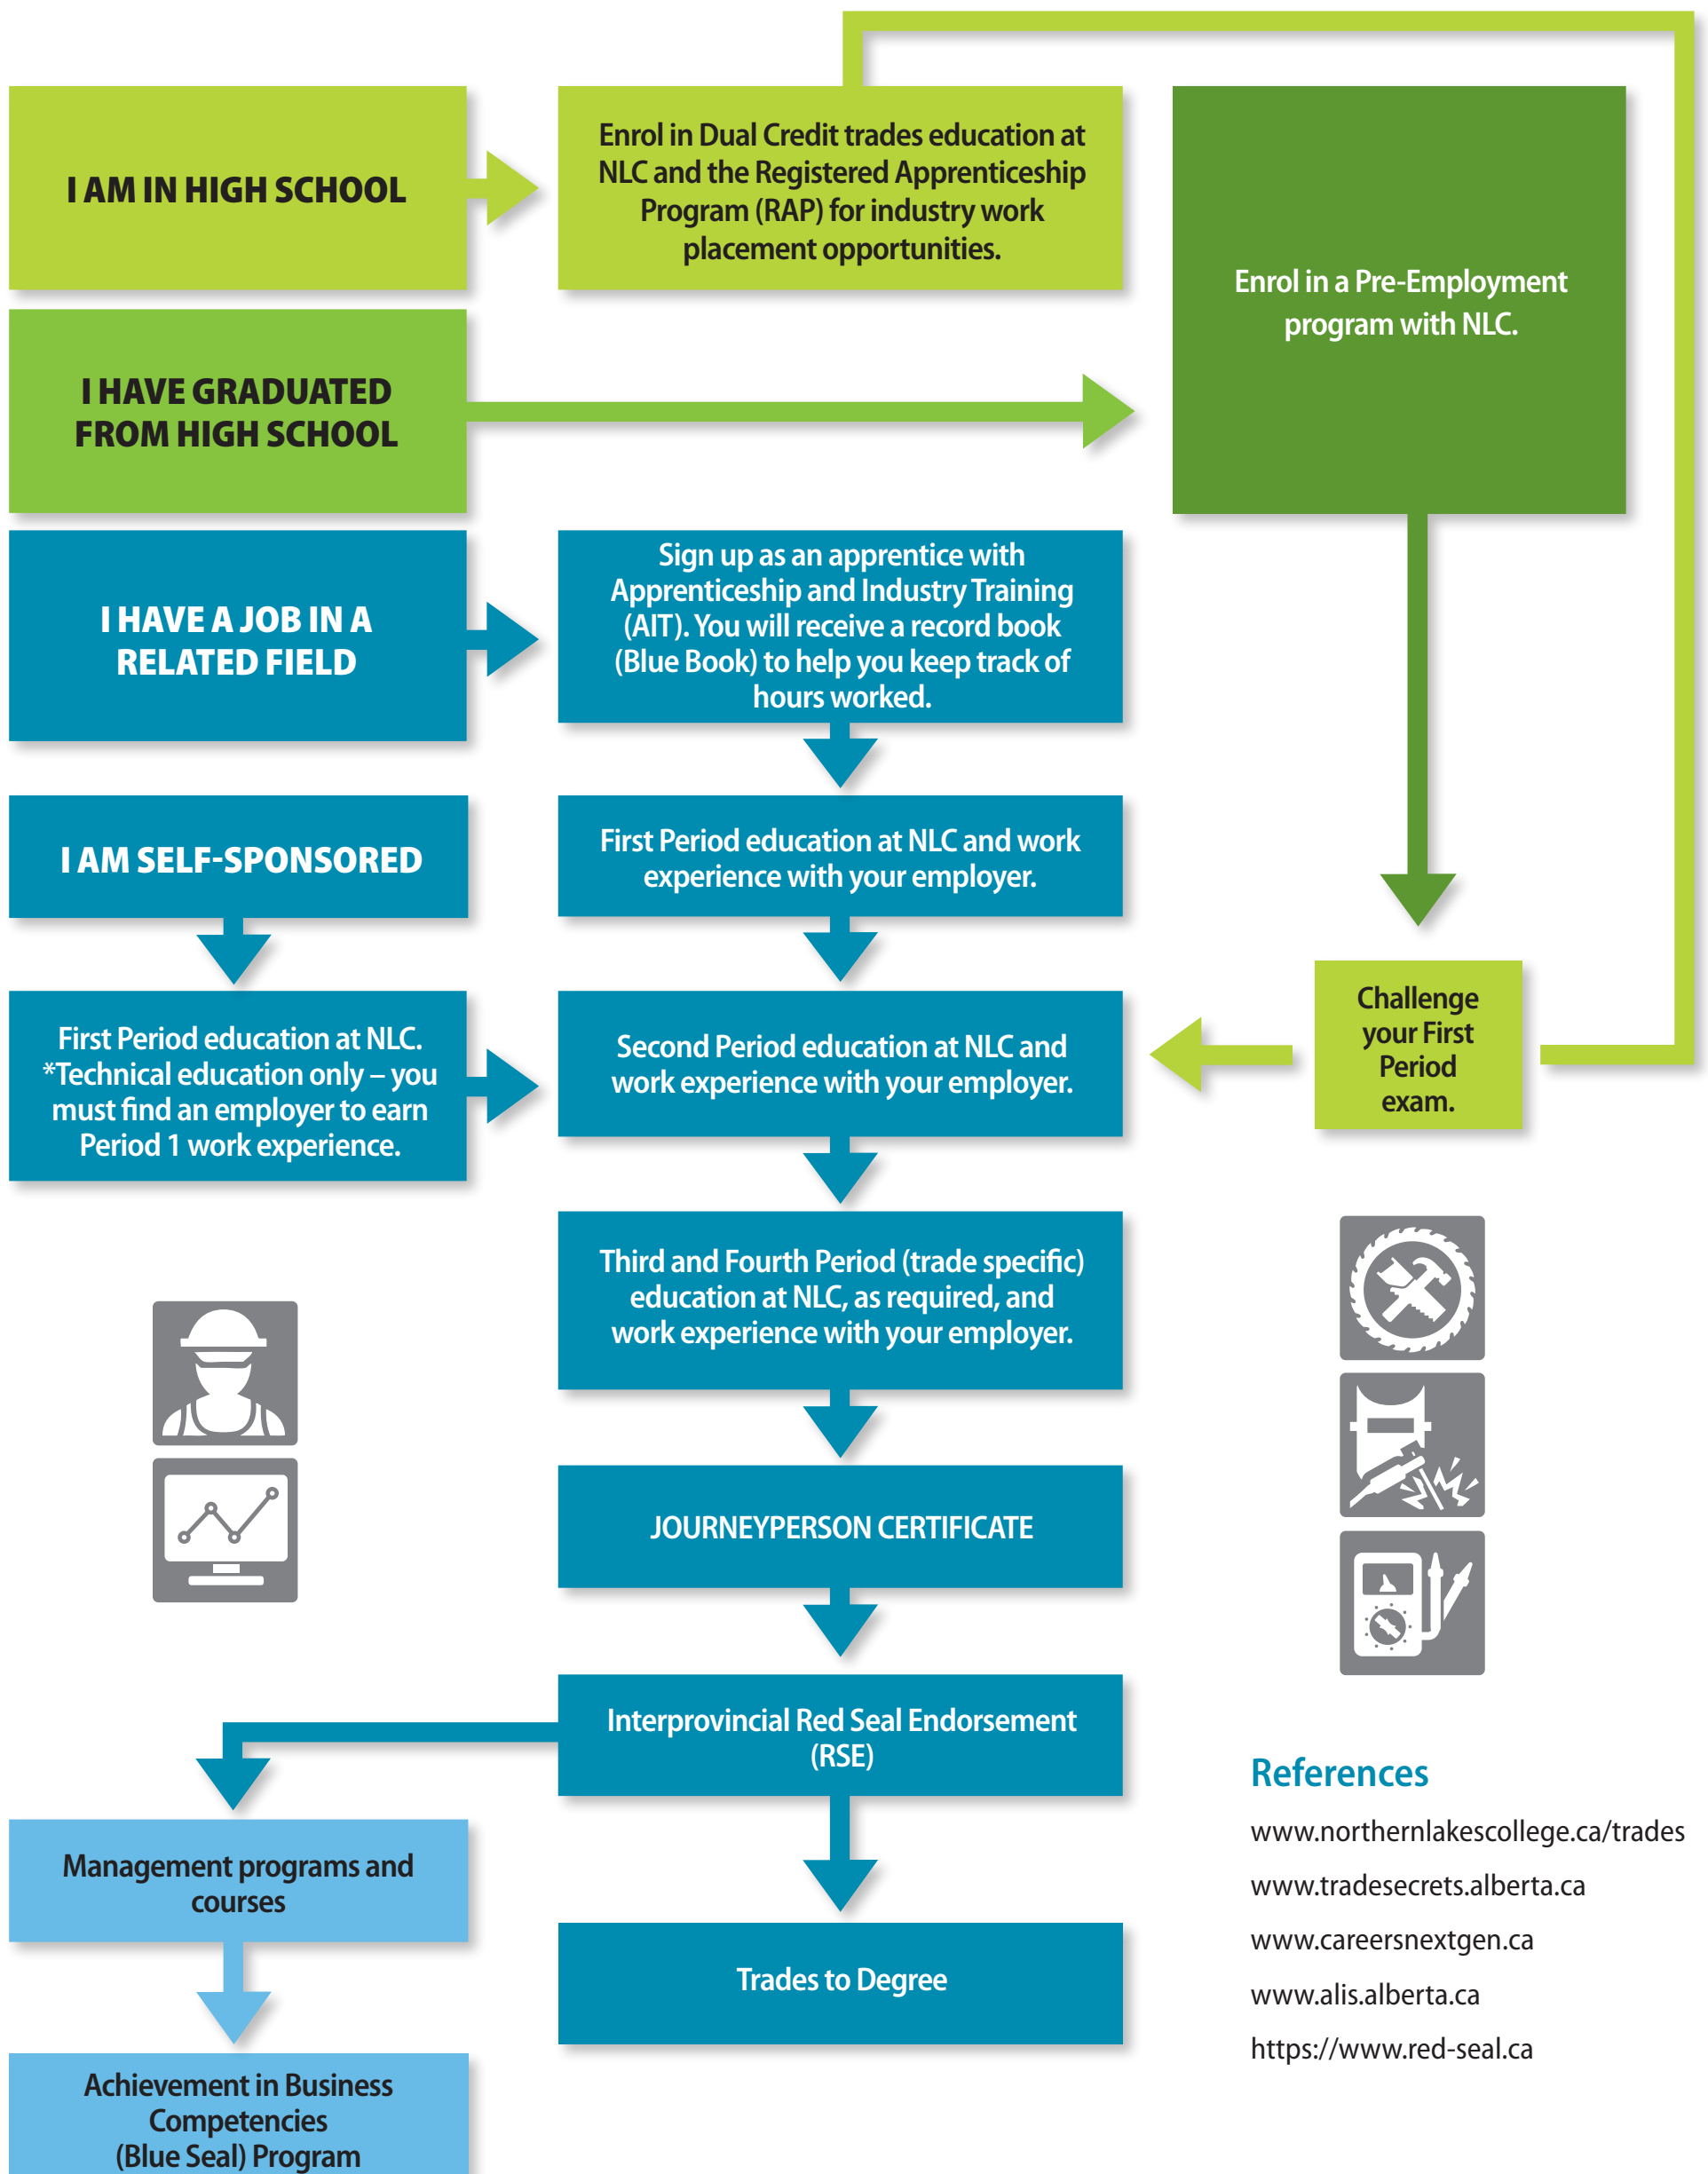 I AM IN HIGH SCHOOL
Enrol in Dual Credit trades education at
NLC and the Registered Apprenticeship
Program (RAP) for industry work
placement opportunities.
Enrol in a Pre-Employment
program with NLC.
I HAVE GRADUATED
FROM HIGH SCHOOL
I HAVE A JOB IN A
RELATED FIELD
Sign up as an apprentice with
Apprenticeship and Industry Training
(AIT). You will receive a record book
(Blue Book) to help you keep track of
hours worked.
I AM SELF-SPONSORED
First Period education at NLC and work
experience with your employer.
First Period education at NLC.
*Technical education only – you
must find an employer to earn
Period 1 work experience.
Second Period education at NLC and
work experience with your employer.
Challenge
your First
Period
exam.
Third and Fourth Period (trade specific)
education at NLC, as required, and
work experience with your employer.
JOURNEYPERSON CERTIFICATE
Interprovincial Red Seal Endorsement
(RSE)
Management programs and
courses
Trades to Degree
Achievement in Business
Competencies
(Blue Seal) Program
References
www.northernlakescollege.ca/trades
www.tradesecrets.alberta.ca
www.careersnextgen.ca
www.alis.alberta.ca
https://www.red-seal.ca